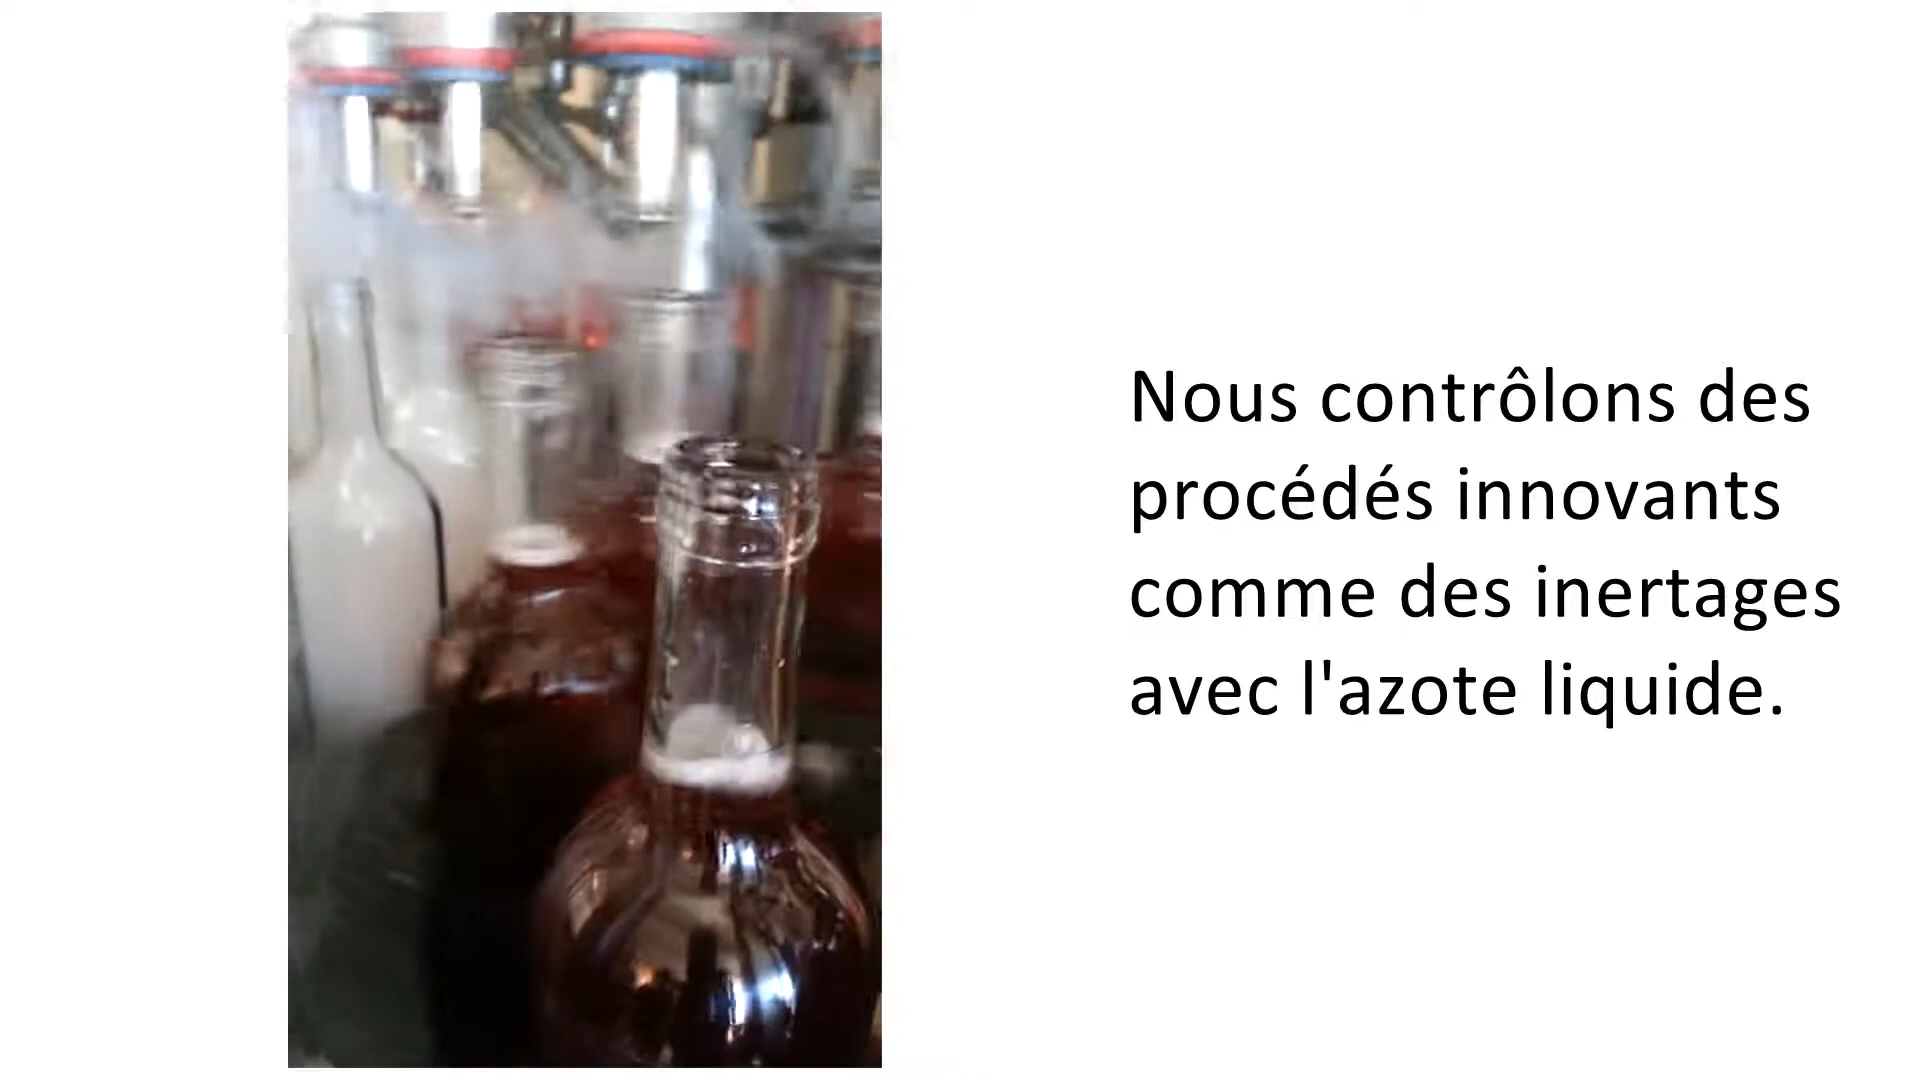 Nous contrôlons des
procédés innovants
comme des inertages
avec l'azote liquide.